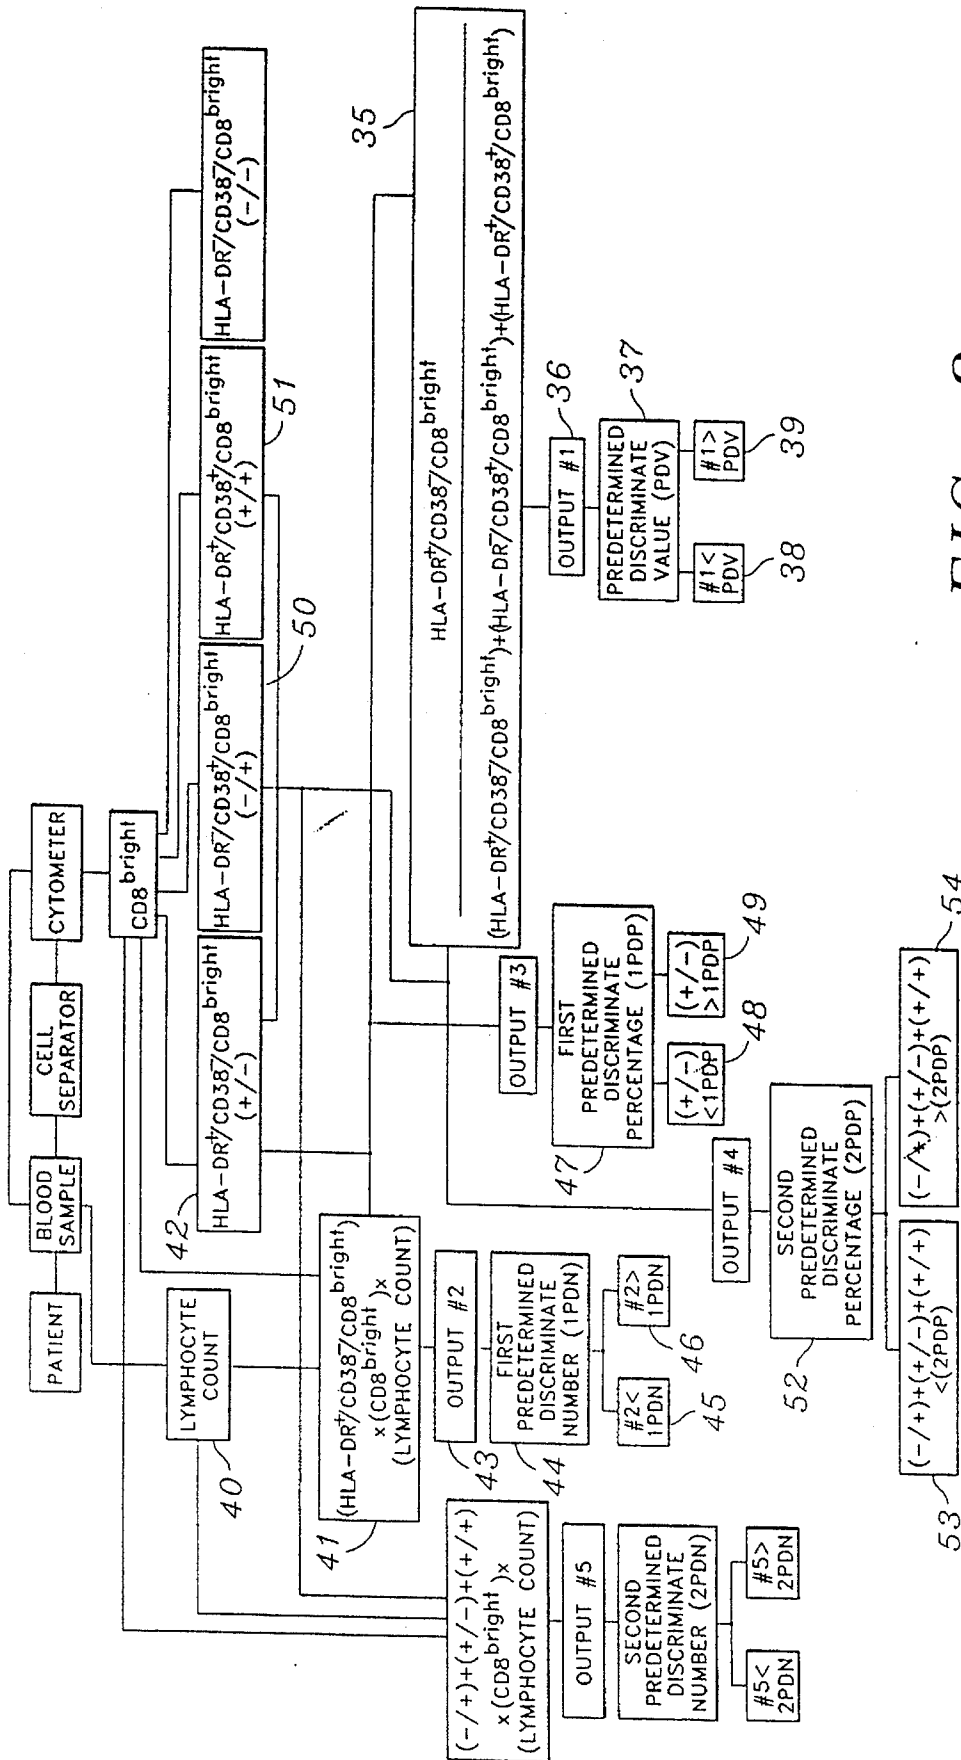 PATIENT
BLOOD
SAMPLE
CELL
SEPARATOR
CYTOMETER
LYMPHOCYTE
COUNT
40
CD8bright
42
HLA-DR+/CD38-/CD8bright
(+/-)
HLA-DR-/CD38+/CD8bright
(-/+)
50
HLA-DR+/CD38+/CD8bright
(+/+)
51
HLA-DR-/CD38-/CD8bright
(-/-)
(-/+)+(+/-)+(+/+)
x(CD8bright)x
(LYMPHOCYTE COUNT)
OUTPUT #5
SECOND
PREDETERMINED
DISCRIMINATE
NUMBER (2PDN)
#5<
2PDN
#5>
2PDN
41
(HLA-DR+/CD38-/CD8bright)
x(CD8bright)x
(LYMPHOCYTE COUNT)
43
OUTPUT #2
44
FIRST
PREDETERMINED
DISCRIMINATE
NUMBER (1PDN)
#2<
1PDN
45
#2>
1PDN
46
35
HLA-DR+/CD38-/CD8bright
(HLA-DR+/CD38-/CD8bright)+(HLA-DR-/CD38+/CD8bright)+(HLA-DR+/CD38+/CD8bright)
OUTPUT #3
FIRST
PREDETERMINED
DISCRIMINATE
PERCENTAGE (1PDP)
47
(+/-)
<1PDP
48
(+/-)
>1PDP
49
OUTPUT #1
36
PREDETERMINED
DISCRIMINATE
VALUE (PDV)
37
#1<
PDV
38
#1>
PDV
39
OUTPUT #4
SECOND
PREDETERMINED
DISCRIMINATE
PERCENTAGE (2PDP)
52
(-/+)+(+/-)+(+/+)
<(2PDP)
53
(-/+)+(+/-)+(+/+)
>(2PDP)
54